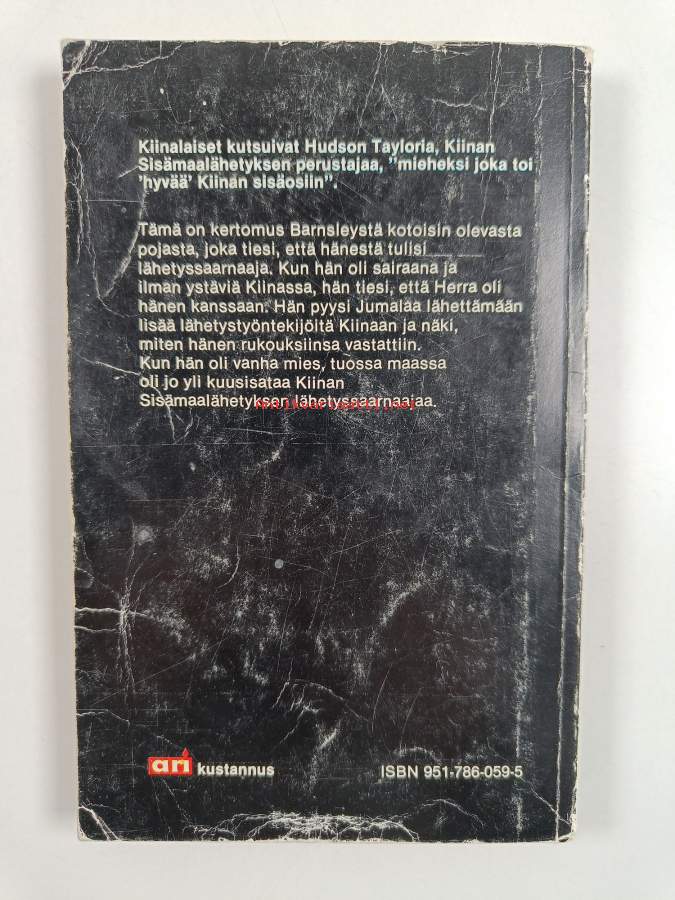 Kiinalaiset kutsuivat Hudson Tayloria, Kiinan
Sisämaalähetyksen perustajaa, ”mieheksi joka toi
’hyvää’ Kiinan sisäosiin”.
Tämä on kertomus Barnsleystä kotoisin olevasta
pojasta, joka tiesi, että hänestä tulisi
lähetyssaarnaaja. Kun hän oli sairaana ja
ilman ystäviä Kiinassa, hän tiesi, että Herra oli
hänen kanssaan. Hän pyysi Jumalaa lähettämään
lisää lähetystyöntekijöitä Kiinaan ja näki,
miten hänen rukouksiinsa vastattiin.
Kun hän oli vanha mies, tuossa maassa
oli jo yli kuusisataa Kiinan
Sisämaalähetyksen lähetyssaarnaajaa.
ari kustannus
ISBN 951-786-059-5